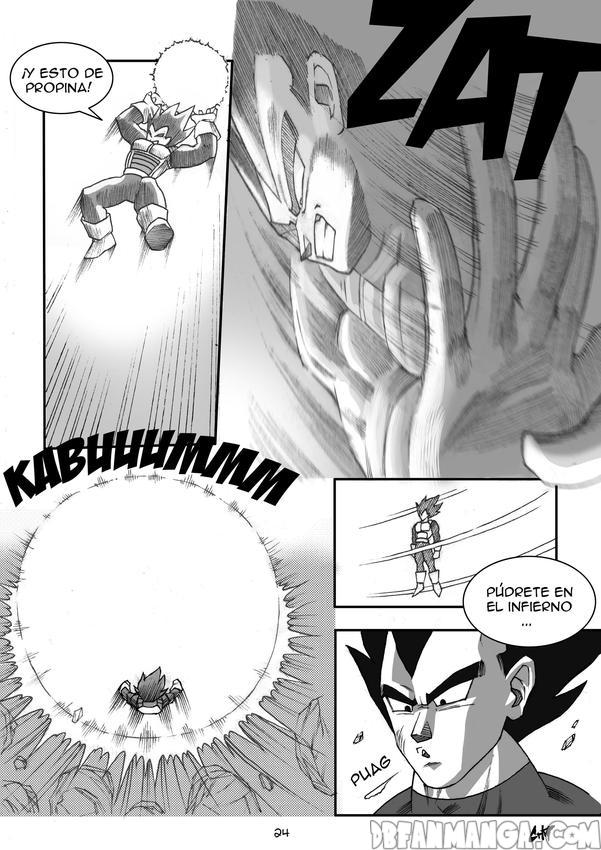 ¡Y ESTO DE
PROPINA!
ZAT
KABUUUMMM
PÚDRETE EN
EL INFIERNO
...
PUAG
24
DBFANMANGA.COM